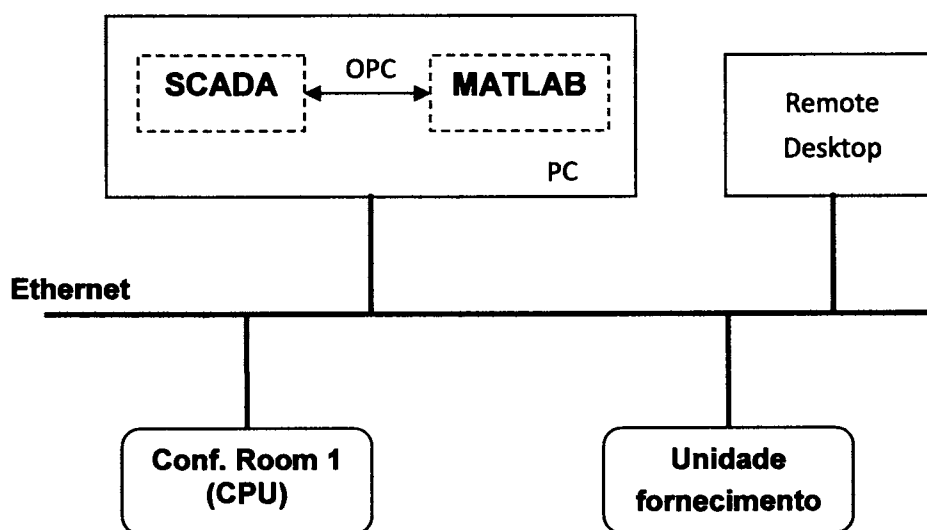 SCADA
OPC
MATLAB
PC
Remote
Desktop
Ethernet
Conf. Room 1
(CPU)
Unidade
fornecimento